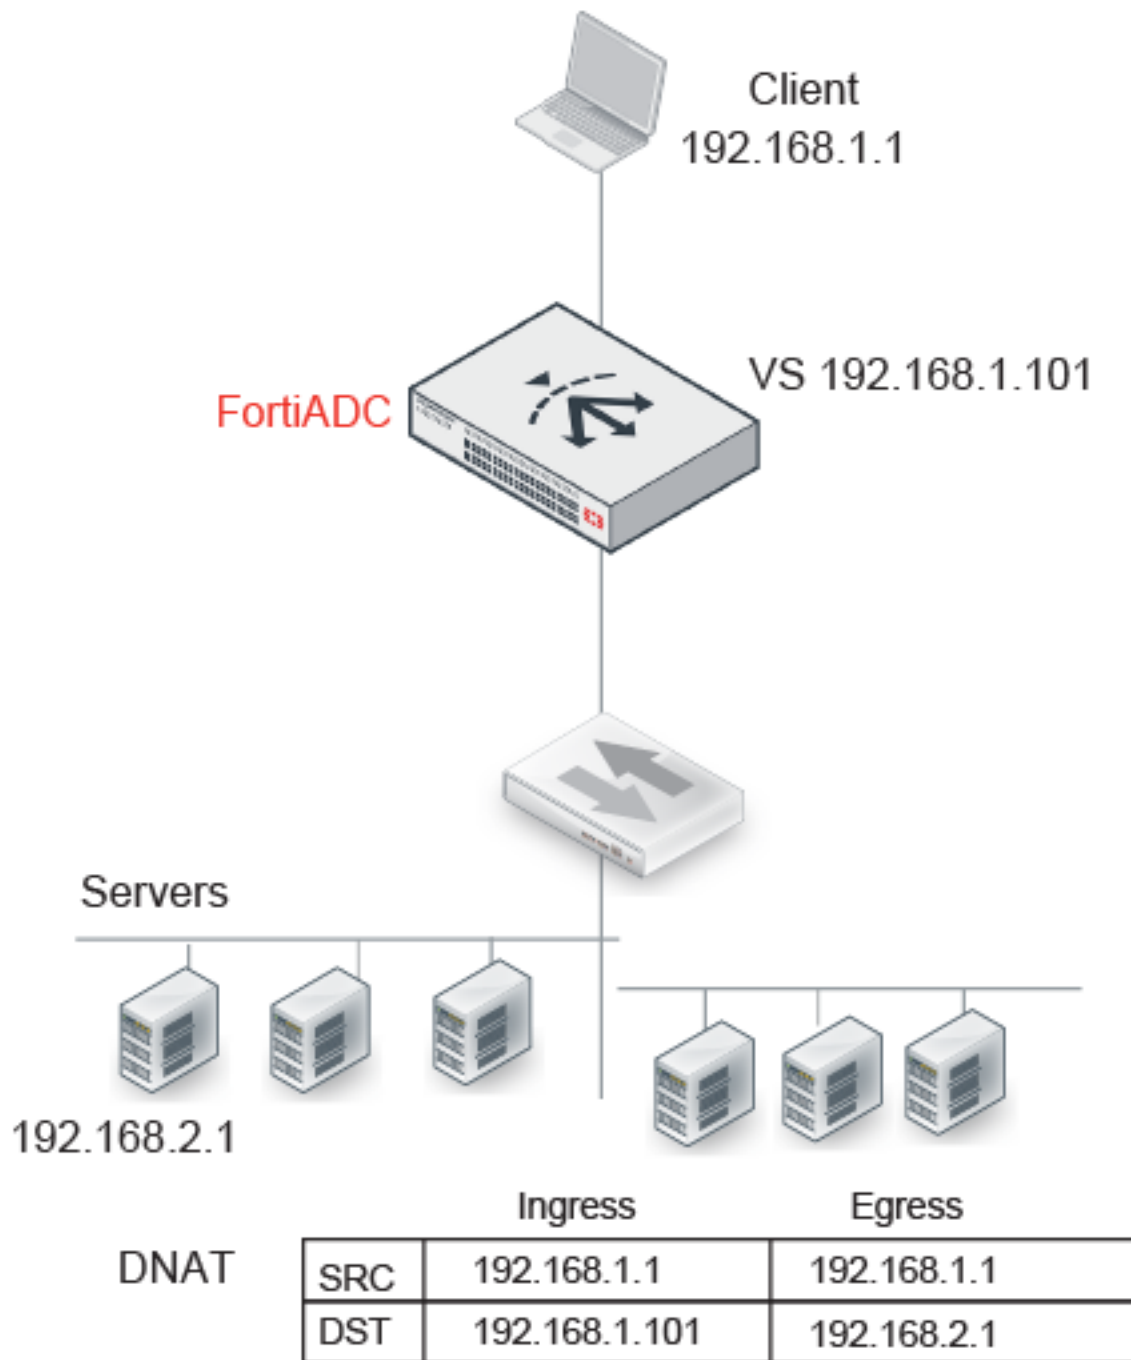 Client
192.168.1.1
VS 192.168.1.101
FortiADC
Servers
192.168.2.1
Ingress Egress
DNAT
SRC 192.168.1.1 192.168.1.1
DST 192.168.1.101 192.168.2.1